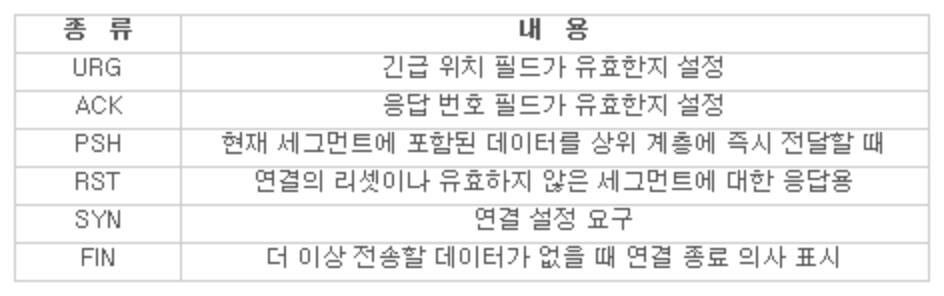 종 류 내 용
URG 긴급 위치 필드가 유효한지 설정
ACK 응답 번호 필드가 유효한지 설정
PSH 현재 세그먼트에 포함된 데이터를 상위 계층에 즉시 전달할 때
RST 연결의 리셋이나 유효하지 않은 세그먼트에 대한 응답용
SYN 연결 설정 요구
FIN 더 이상 전송할 데이터가 없을 때 연결 종료 의사 표시